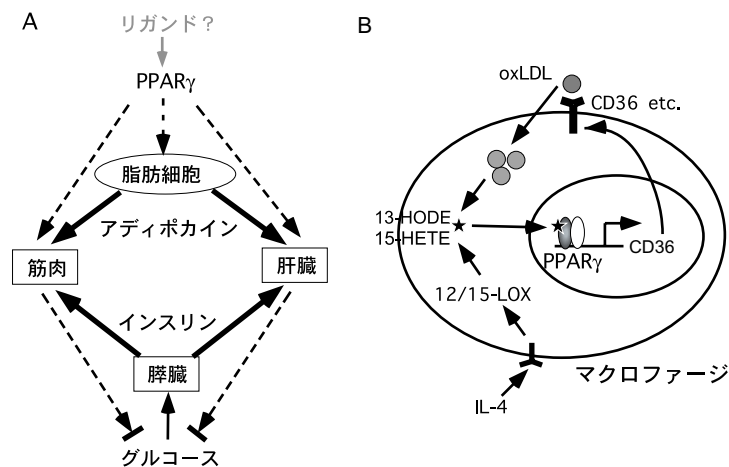 A
リガンド？
PPARγ
脂肪細胞
アディポカイン
筋肉
肝臓
インスリン
膵臓
グルコース
B
oxLDL
CD36 etc.
13-HODE
15-HETE
PPARγ
CD36
12/15-LOX
マクロファージ
IL-4